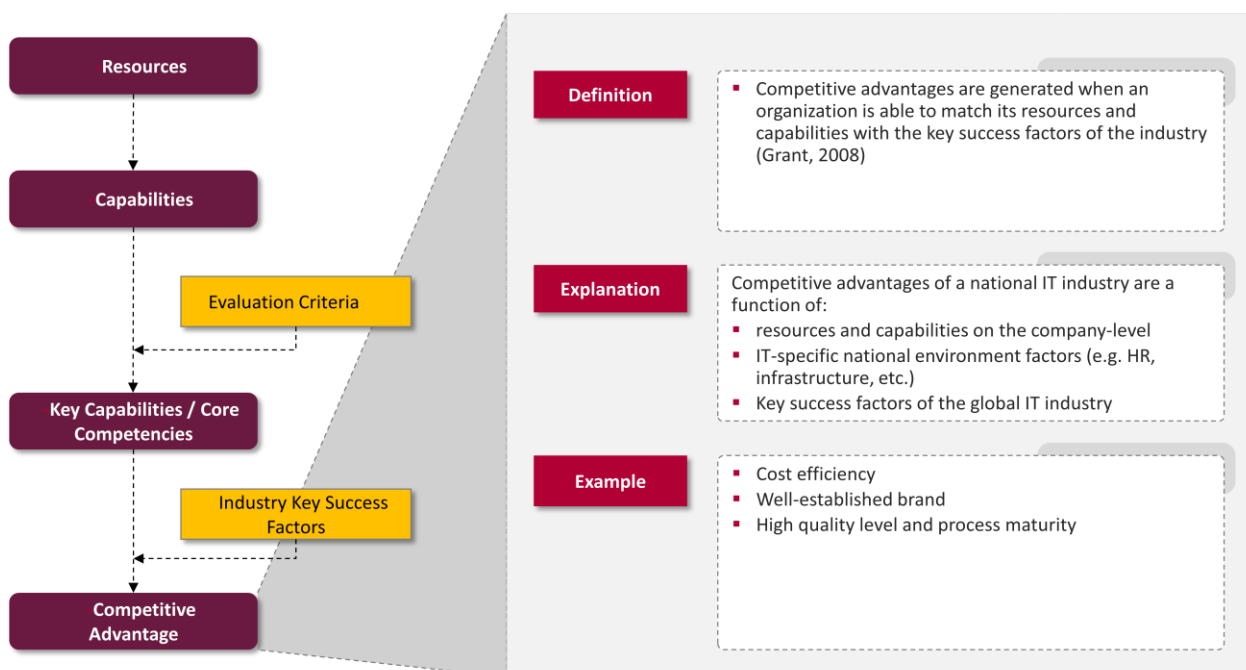 Resources
Capabilities
Evaluation Criteria
Key Capabilities / Core
Competencies
Industry Key Success
Factors
Competitive
Advantage
Definition
▪ Competitive advantages are generated when an
organization is able to match its resources and
capabilities with the key success factors of the industry
(Grant, 2008)
Explanation
Competitive advantages of a national IT industry are a
function of:
▪ resources and capabilities on the company-level
▪ IT-specific national environment factors (e.g. HR,
infrastructure, etc.)
▪ Key success factors of the global IT industry
Example
▪ Cost efficiency
▪ Well-established brand
▪ High quality level and process maturity